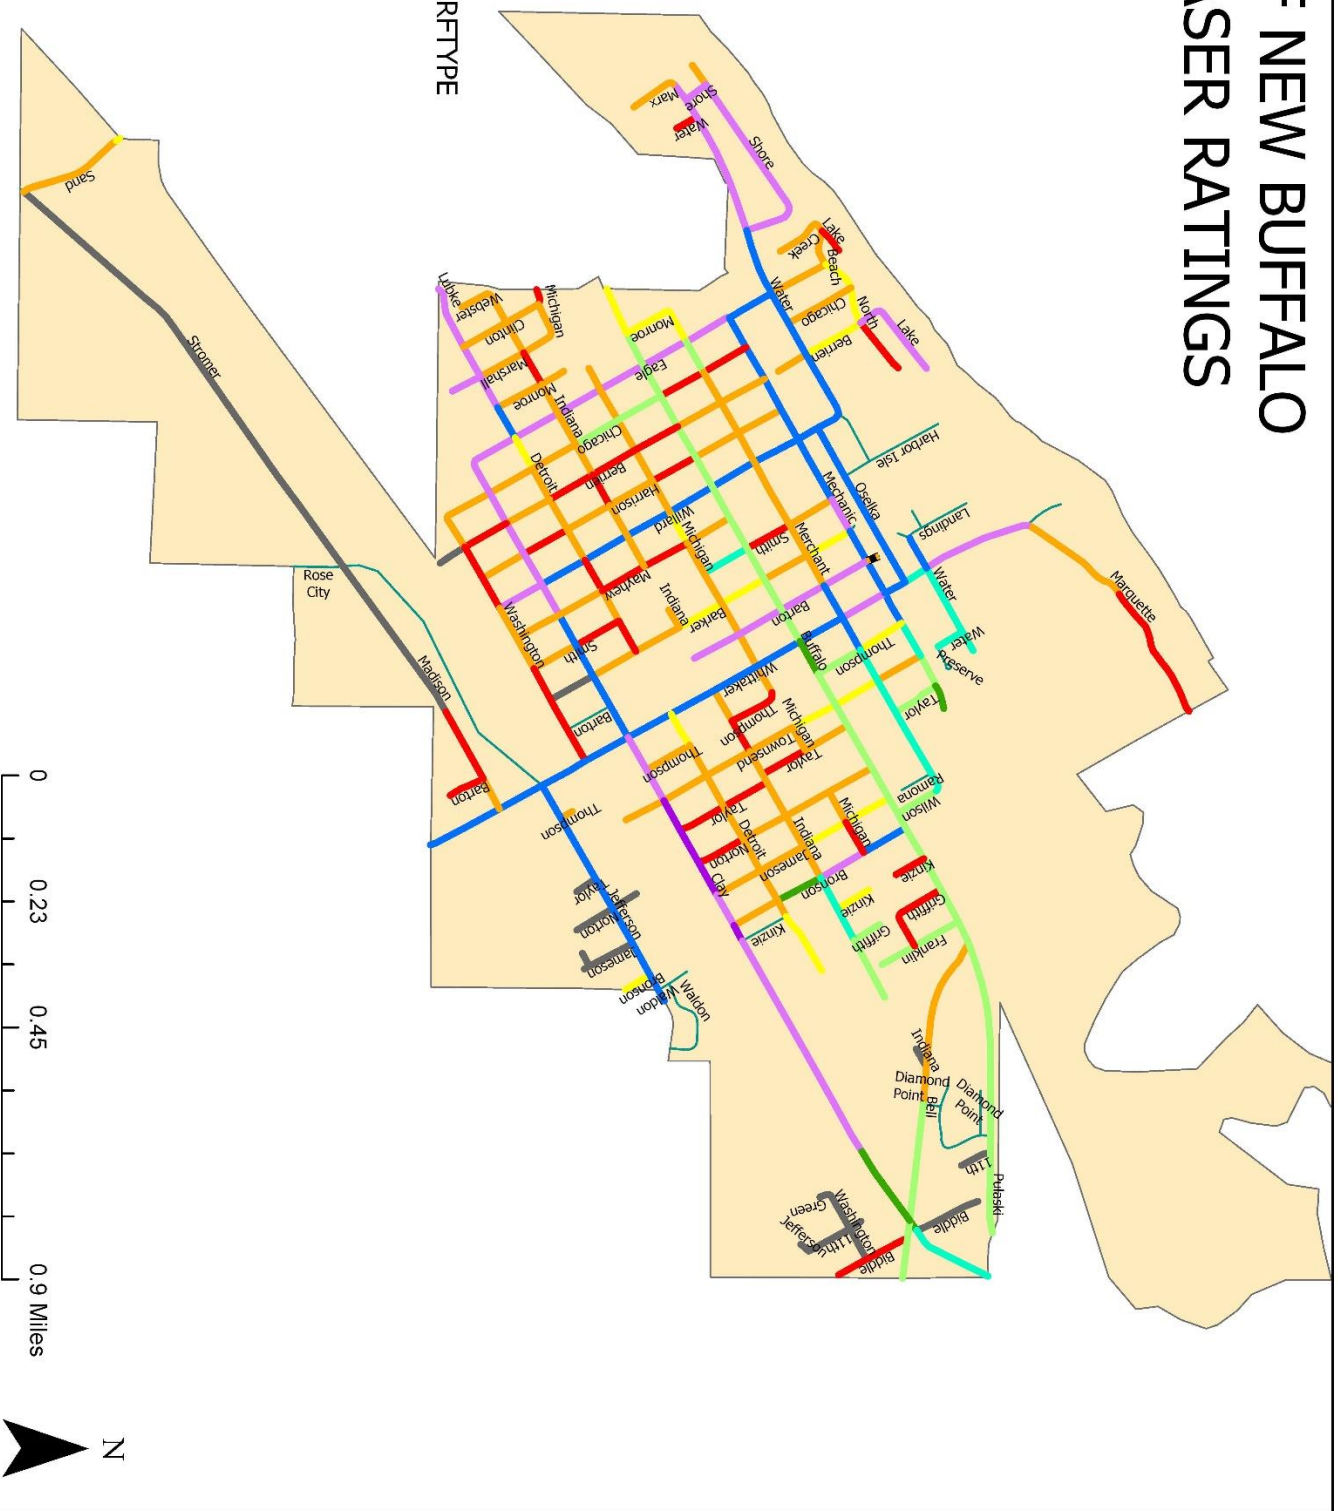 F NEW BUFFALO
ASER RATINGS
RFTYPE
Marx
Shore
Water
Shore
Sand
Lake
Creek
Beach
Water
Chicago
North
Lake
Berrien
Lubke
Webster
Michigan
Clinton
Marshall
Monroe
Monroe
Eagle
Stromer
Indiana
Chicago
Berrien
Detroit
Harrison
Willard
Michigan
Mechanic
Oselka
Harbor Isle
Landings
Smith
Merchant
Mayhew
Indiana
Barker
Barton
Water
Water
Preserve
Marquette
Rose
City
Washington
Smith
Madison
Barton
Buffalo
Thompson
Whittaker
Taylor
Thompson
Michigan
Townsend
Taylor
Thompson
Barton
Thompson
Taylor
Detroit
Norton
Clay
Jameson
Indiana
Michigan
Ramona
Wilson
Bronson
Kinzie
Kinzie
Griffith
Griffith
Franklin
Kinzie
Taylor
Jefferson
Norton
Jameson
Bronson
Waldon
Waldon
Indiana
Diamond
Point
Bell
Diamond
Point
11th
Pulaski
Biddle
Green
Washington
Jefferson
11th
Biddle
0
0.23
0.45
0.9 Miles
N